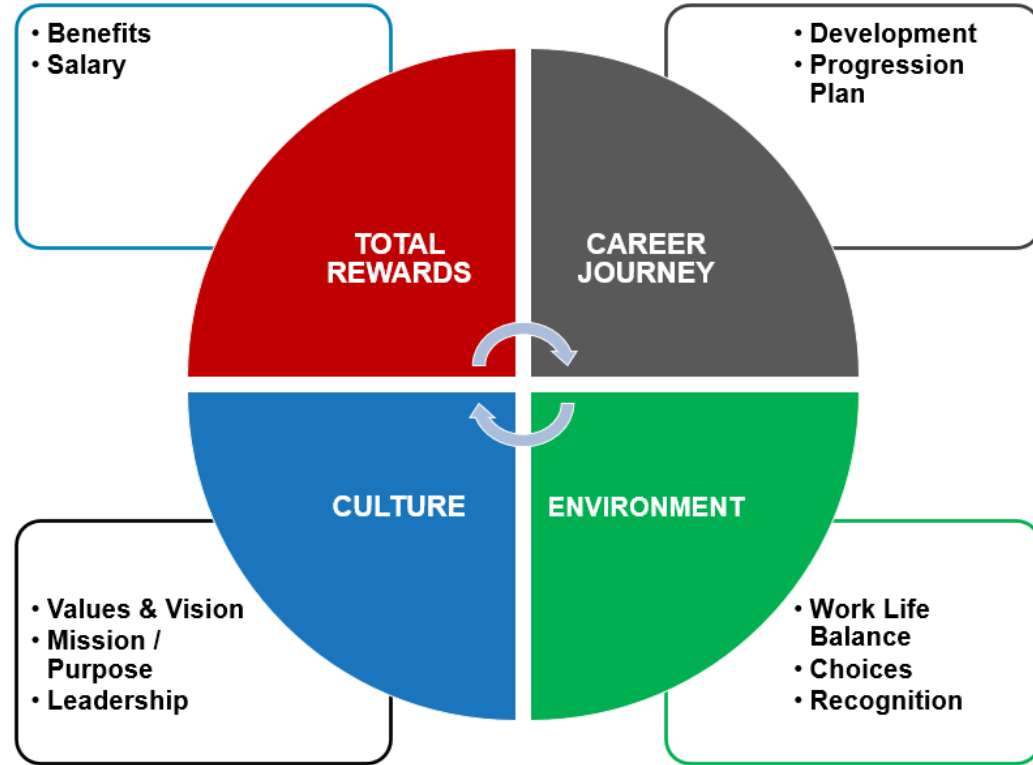 • Benefits
• Salary
• Development
• Progression
Plan
TOTAL
REWARDS
CAREER
JOURNEY
CULTURE
ENVIRONMENT
• Values & Vision
• Mission /
Purpose
• Leadership
• Work Life
Balance
• Choices
• Recognition